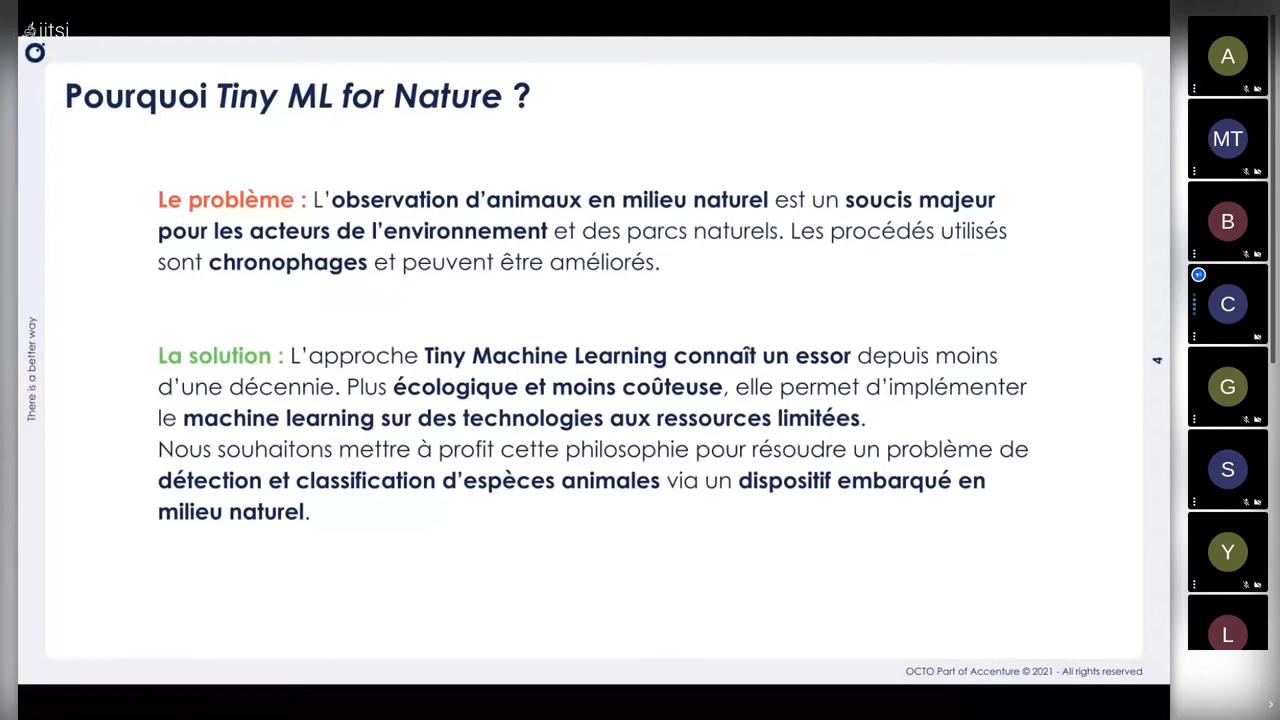 jitsi
Pourquoi Tiny ML for Nature ?
Le problème : L’observation d’animaux en milieu naturel est un soucis majeur
pour les acteurs de l’environnement et des parcs naturels. Les procédés utilisés
sont chronophages et peuvent être améliorés.
La solution : L’approche Tiny Machine Learning connaît un essor depuis moins
d’une décennie. Plus écologique et moins coûteuse, elle permet d’implémenter
le machine learning sur des technologies aux ressources limitées.
Nous souhaitons mettre à profit cette philosophie pour résoudre un problème de
détection et classification d’espèces animales via un dispositif embarqué en
milieu naturel.
There is a better way
4
OCTO Part of Accenture © 2021 - All rights reserved
A
MT
B
C
G
S
Y
L